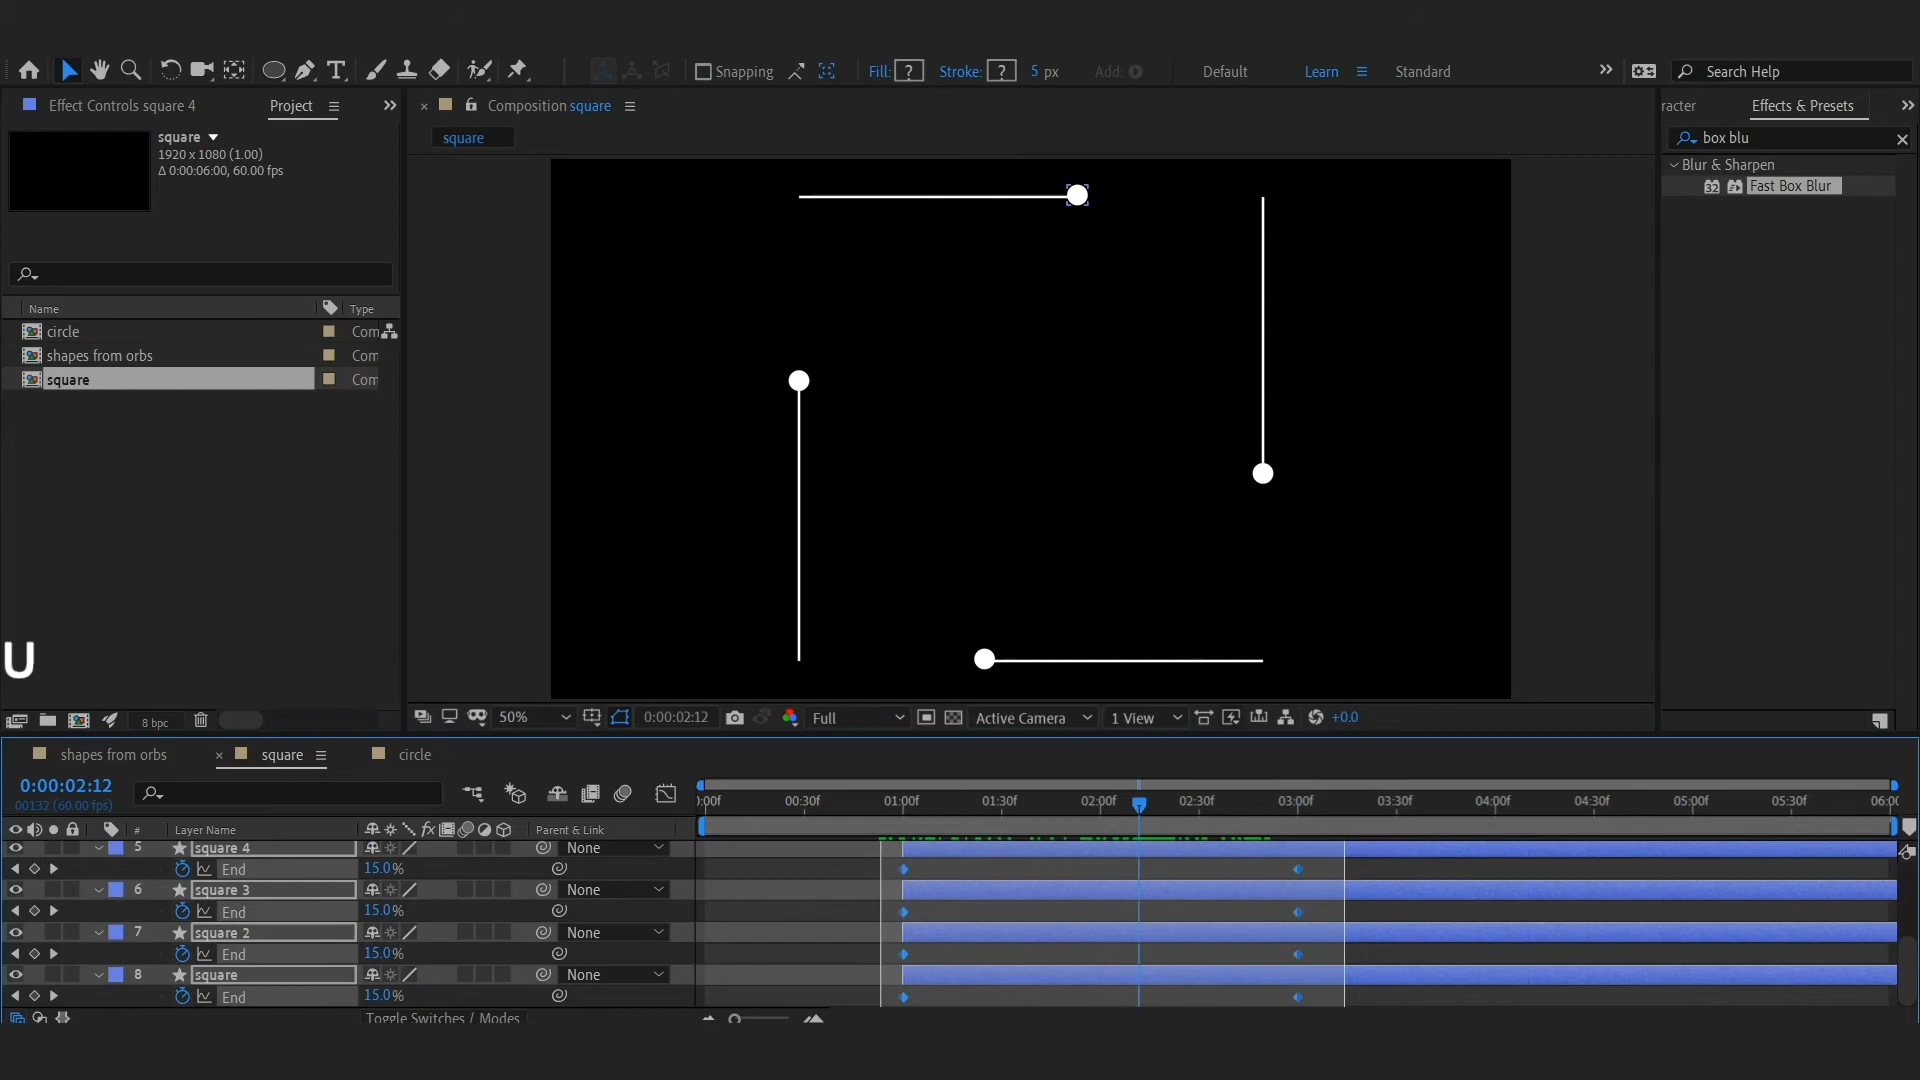 Snapping
Fill: ?
Stroke: ?
5 px
Add:
Default
Learn
Standard
Search Help
Effect Controls square 4
Project
Composition square
racter
Effects & Presets
square
1920 x 1080 (1.00)
Δ 0:00:06:00, 60.00 fps
square
box blu
Blur & Sharpen
32 Fast Box Blur
Name
Type
circle
Com
shapes from orbs
Com
square
Com
U
8 bpc
50%
0:00:02:12
Full
Active Camera
1 View
+0.0
shapes from orbs
square
circle
0:00:02:12
00132 (60.00 fps)
):00f 00:30f 01:00f 01:30f 02:00f 02:30f 03:00f 03:30f 04:00f 04:30f 05:00f 05:30f 06:0(
# Layer Name fx Parent & Link
5 square 4 None
End 15.0%
6 square 3 None
End 15.0%
7 square 2 None
End 15.0%
8 square None
End 15.0%
Toggle Switches / Modes